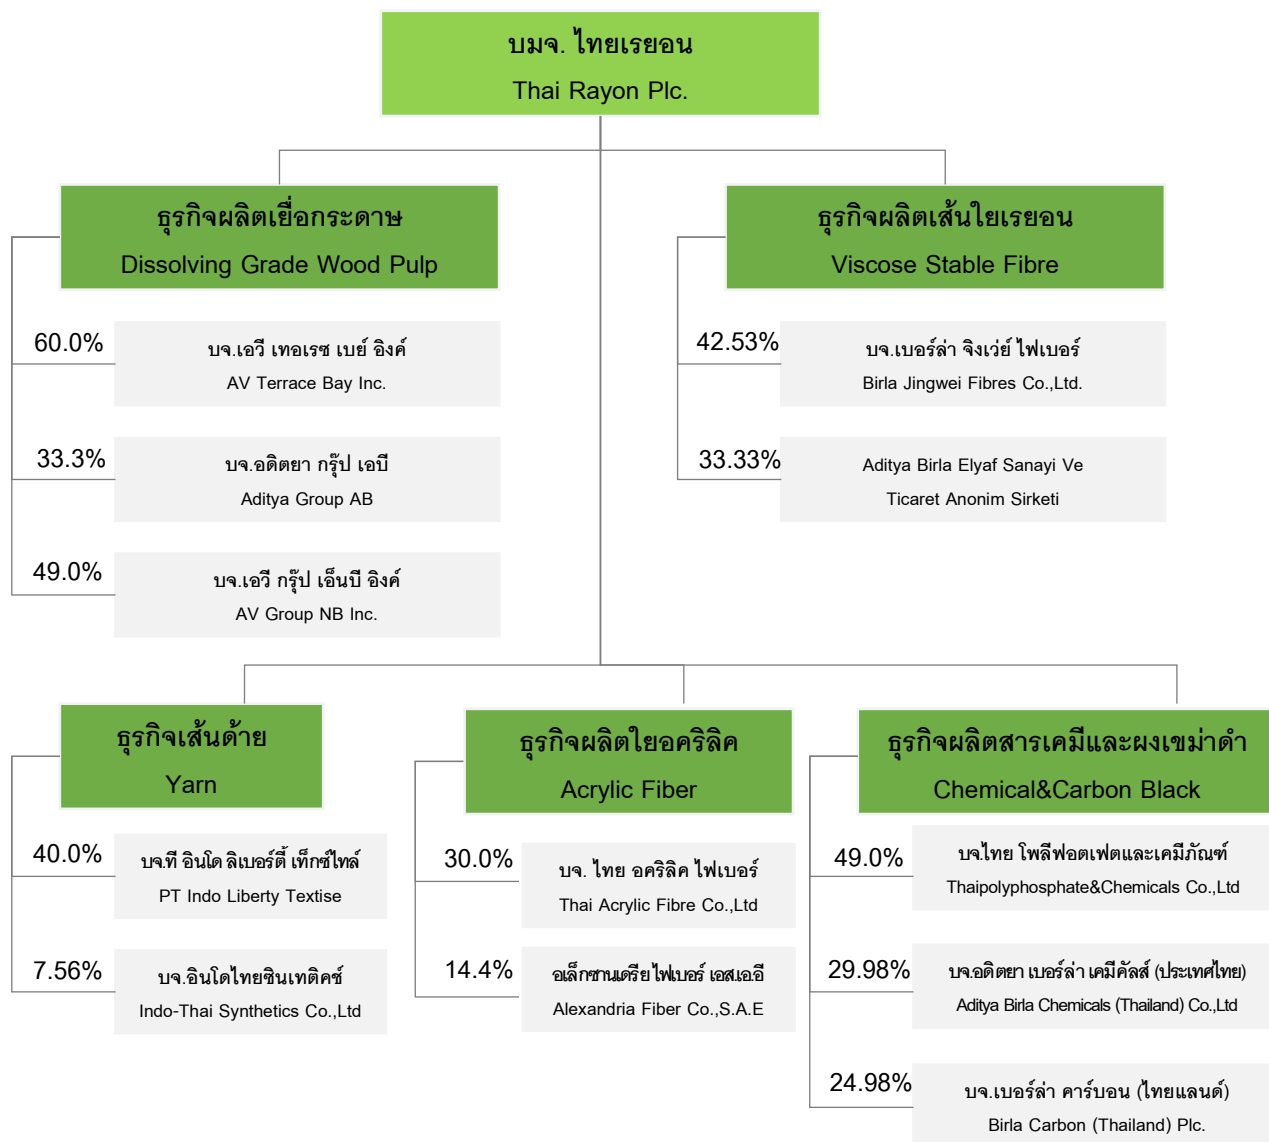 บมจ. ไทยเรยอน
Thai Rayon Plc.
ธุรกิจผลิตเยื่อกระดาษ
Dissolving Grade Wood Pulp
60.0%
บจ.เอวี เทอเรซ เบย์ อิงค์
AV Terrace Bay Inc.
33.3%
บจ.อดิตยา กรุ๊ป เอบี
Aditya Group AB
49.0%
บจ.เอวี กรุ๊ป เอ็นบี อิงค์
AV Group NB Inc.
ธุรกิจผลิตเส้นใยเรยอน
Viscose Stable Fibre
42.53%
บจ.เบอร์ล่า จิงเว่ย์ ไฟเบอร์
Birla Jingwei Fibres Co.,Ltd.
33.33%
Aditya Birla Elyaf Sanayi Ve
Ticaret Anonim Sirketi
ธุรกิจเส้นด้าย
Yarn
40.0%
บจ.ที อินโด ลิเบอร์ตี้ เท็กซ์ไทล์
PT Indo Liberty Textise
7.56%
บจ.อินโดไทยซินเทติคซ์
Indo-Thai Synthetics Co.,Ltd
ธุรกิจผลิตใยอคริลิค
Acrylic Fiber
30.0%
บจ. ไทย อคริลิค ไฟเบอร์
Thai Acrylic Fibre Co.,Ltd
14.4%
อเล็กซานเดรีย ไฟเบอร์ เอส.เอ.อี
Alexandria Fiber Co.,S.A.E
ธุรกิจผลิตสารเคมีและผงเขม่าดำ
Chemical&Carbon Black
49.0%
บจ.ไทย โพลีฟอตเฟตและเคมีภัณฑ์
Thaipolyphosphate&Chemicals Co.,Ltd
29.98%
บจ.อดิตยา เบอร์ล่า เคมีคัลส์ (ประเทศไทย)
Aditya Birla Chemicals (Thailand) Co.,Ltd
24.98%
บจ.เบอร์ล่า คาร์บอน (ไทยแลนด์)
Birla Carbon (Thailand) Plc.